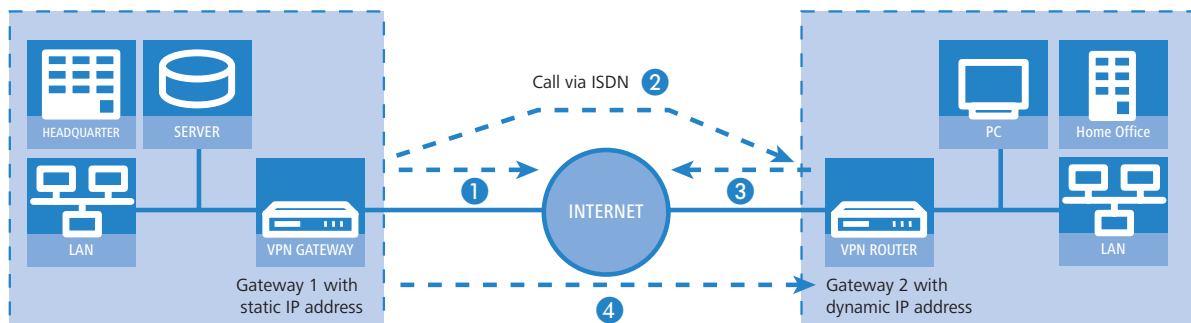 HEADQUARTER
SERVER
LAN
VPN GATEWAY
Gateway 1 with
static IP address
Call via ISDN 2
1
INTERNET
3
4
PC
Home Office
VPN ROUTER
LAN
Gateway 2 with
dynamic IP address